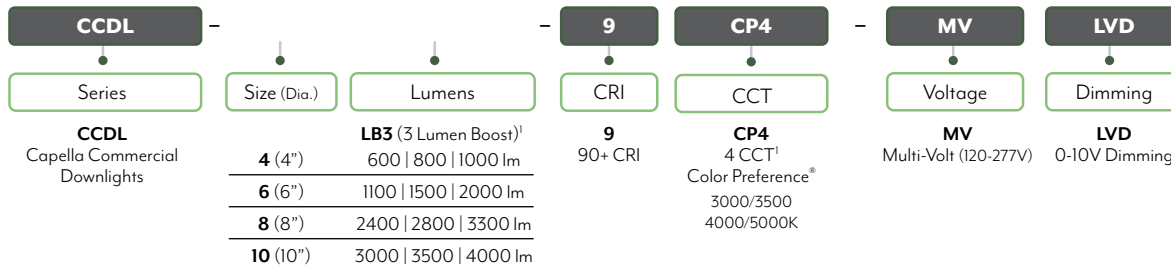 CCDL – – 9 CP4 – MV LVD
Series Size (Dia.) Lumens CRI CCT Voltage Dimming
CCDL LB3 (3 Lumen Boost)¹ 9 CP4 MV LVD
Capella Commercial 4 (4”) 600 | 800 | 1000 lm 90+ CRI 4 CCT¹ Multi-Volt (120-277V) 0-10V Dimming
Downlights Color Preference®
6 (6”) 1100 | 1500 | 2000 lm 3000/3500
8 (8”) 2400 | 2800 | 3300 lm 4000/5000K
10 (10”) 3000 | 3500 | 4000 lm